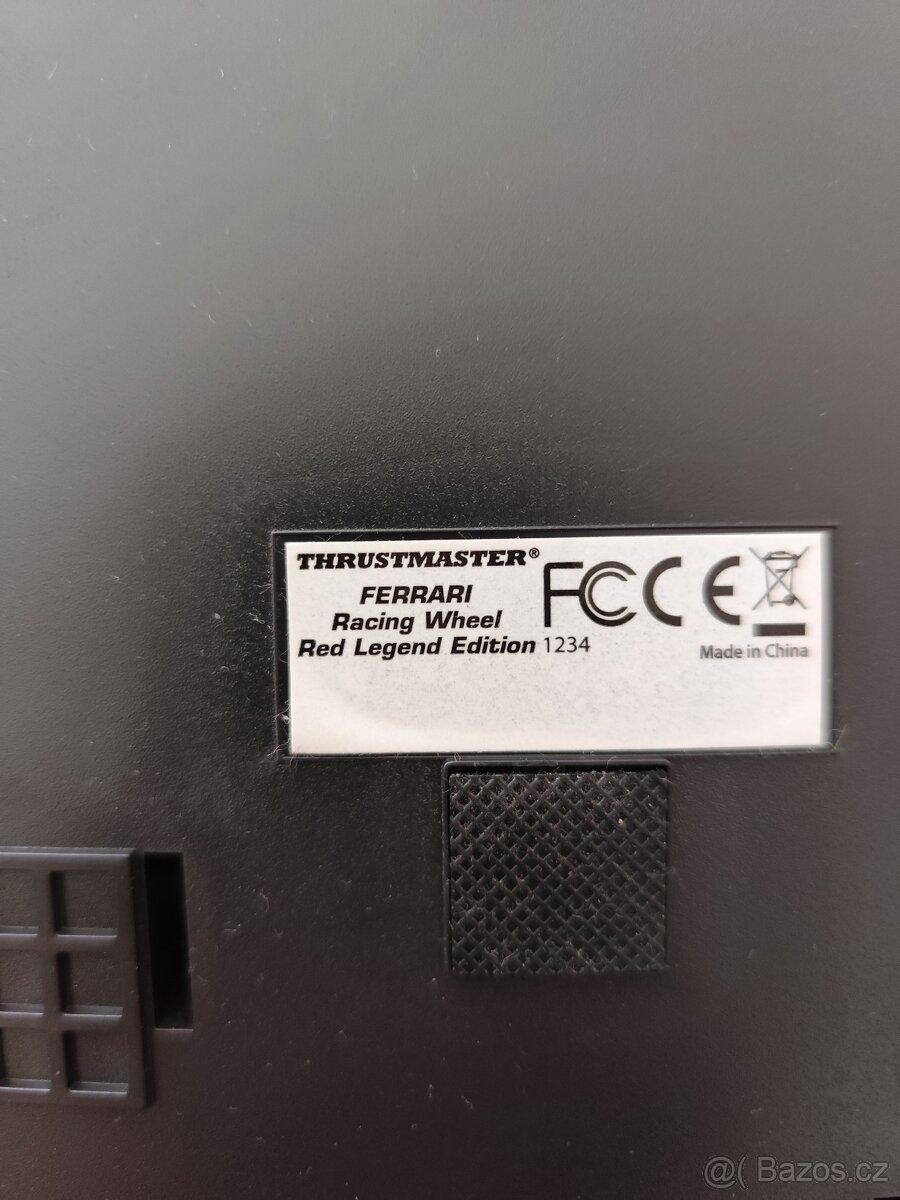 THRUSTMASTER®
FERRARI
Racing Wheel
Red Legend Edition 1234
FC CE
Made in China
@( Bazos.cz